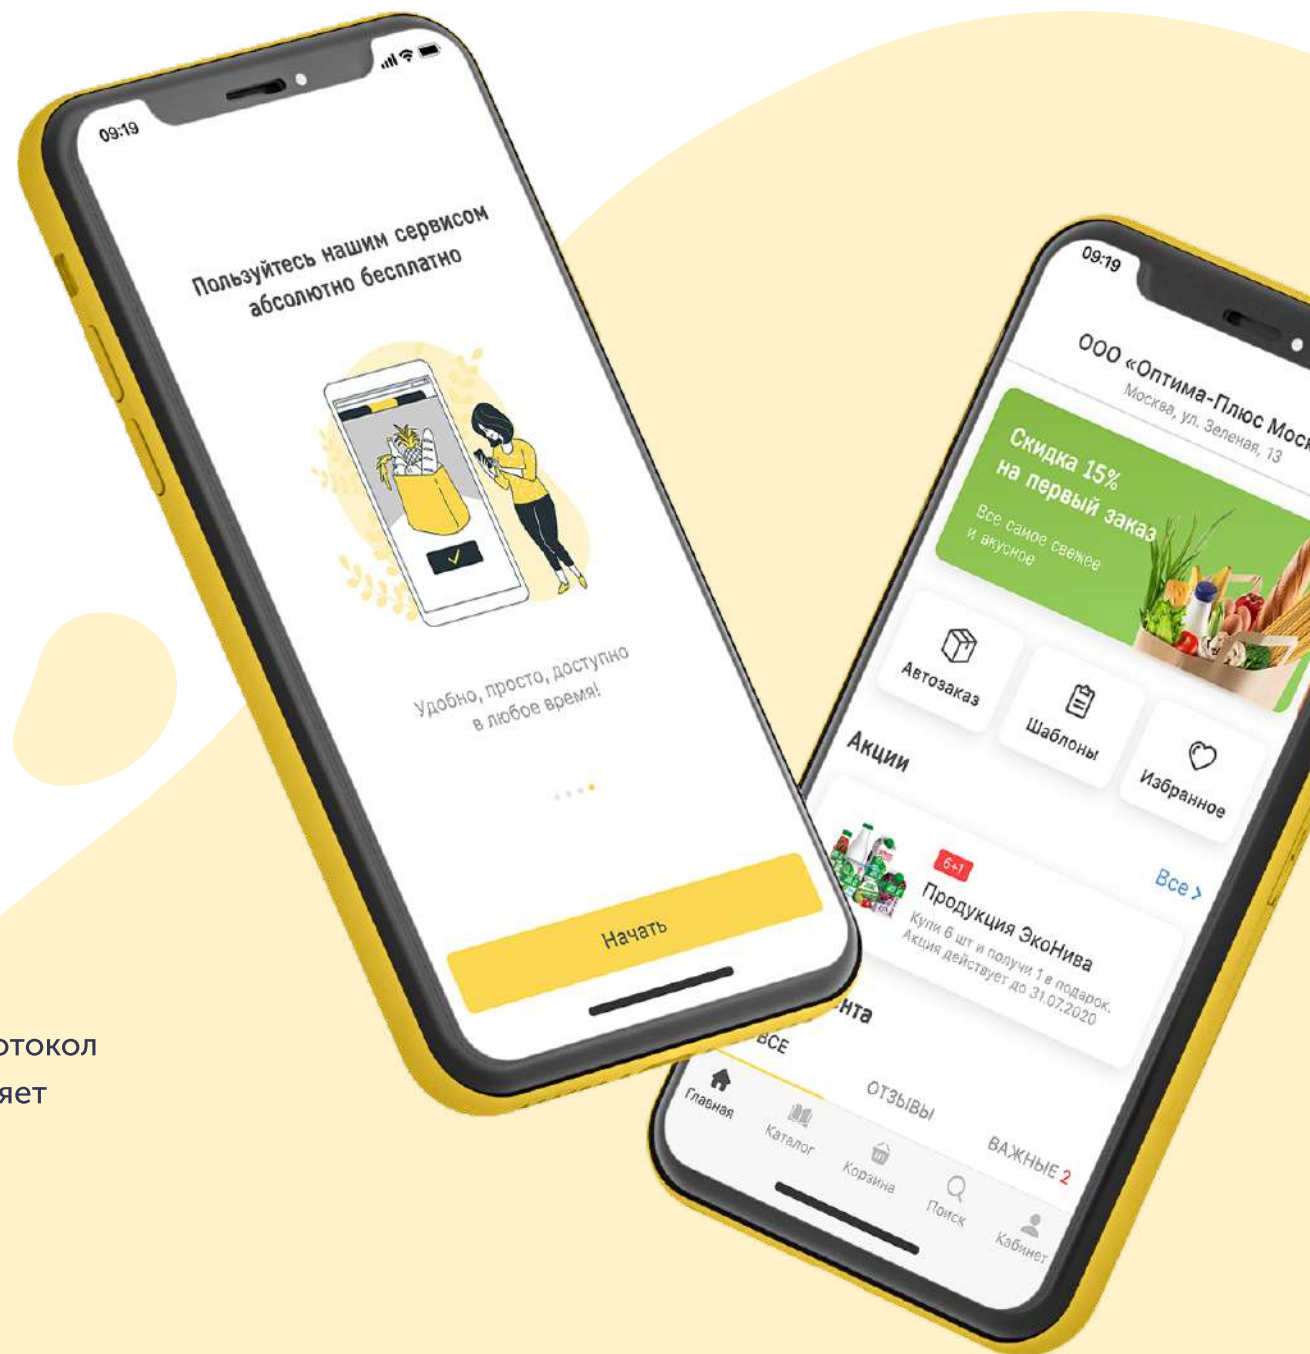 09:19
Пользуйтесь нашим сервисом
абсолютно бесплатно
Удобно, просто, доступно
в любое время!
Начать
отокол
яет
09:19
ООО «Оптима-Плюс Моск
Москва, ул. Зеленая, 13
Скидка 15%
на первый заказ
Все самое свежее
и вкусное
Автозаказ
Шаблоны
Избранное
Акции
Все >
6+1
Продукция ЭкоНива
Купи 6 шт и получи 1 в подарок.
Акция действует до 31.07.2020
нта
ВСЕ
ОТЗЫВЫ
ВАЖНЫЕ 2
Главная
Каталог
Корзина
Поиск
Кабинет